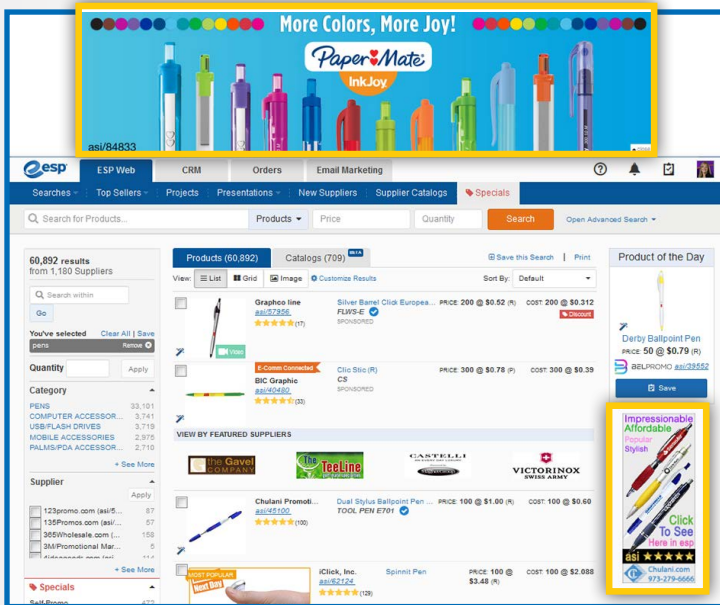 More Colors, More Joy!
Paper Mate
InkJoy
asi/84833
esp
ESP Web
CRM
Orders
Email Marketing
Searches
Top Sellers
Projects
Presentations
New Suppliers
Supplier Catalogs
Specials
Search for Products...
Products
Price
Quantity
Search
Open Advanced Search
60,892 results
from 1,180 Suppliers
Search within
Go
You've selected
Clear All | Save
pens
Remove
Quantity
Apply
Category
PENS 33,101
COMPUTER ACCESSOR... 3,741
USB/FLASH DRIVES 3,719
MOBILE ACCESSORIES 2,975
PALMS/PDA ACCESSOR... 2,710
+ See More
Supplier
Apply
123promo.com (asi/5... 87
135Promos.com (asi/... 57
365Wholesale.com (... 158
3M/Promotional Mar... 5
+ See More
Specials
Self-Promo
Products (60,892)
Catalogs (709)
BETA
Save this Search | Print
View:
List
Grid
Image
Customize Results
Sort By: Default
Graphco line
asi/57956
(17)
Silver Barrel Click Europea...
FLWS-E
SPONSORED
PRICE: 200 @ $0.52 (R)
COST: 200 @ $0.312
Discount
Video
E-Comm Connected
BIC Graphic
asi/40480
(33)
Clic Stic (R)
CS
SPONSORED
PRICE: 300 @ $0.78 (P)
COST: 300 @ $0.39
VIEW BY FEATURED SUPPLIERS
the Gavel
COMPANY
The TeeLine
CASTELLI
VICTORINOX
SWISS ARMY
Chulani Promoti...
asi/45100
(100)
Dual Stylus Ballpoint Pen ...
TOOL PEN E701
PRICE: 100 @ $1.00 (R)
COST: 100 @ $0.60
MOST POPULAR
Next Day
iClick, Inc.
asi/62124
(129)
Spinnit Pen
PRICE: 100 @ $3.48 (R)
COST: 100 @ $2.088
Product of the Day
Derby Ballpoint Pen
PRICE: 50 @ $0.79 (R)
BELPROMO asi/39552
Save
Impressionable
Affordable
Popular
Stylish
Click
To See
Here in esp
asi
Chulani.com
973-279-6666